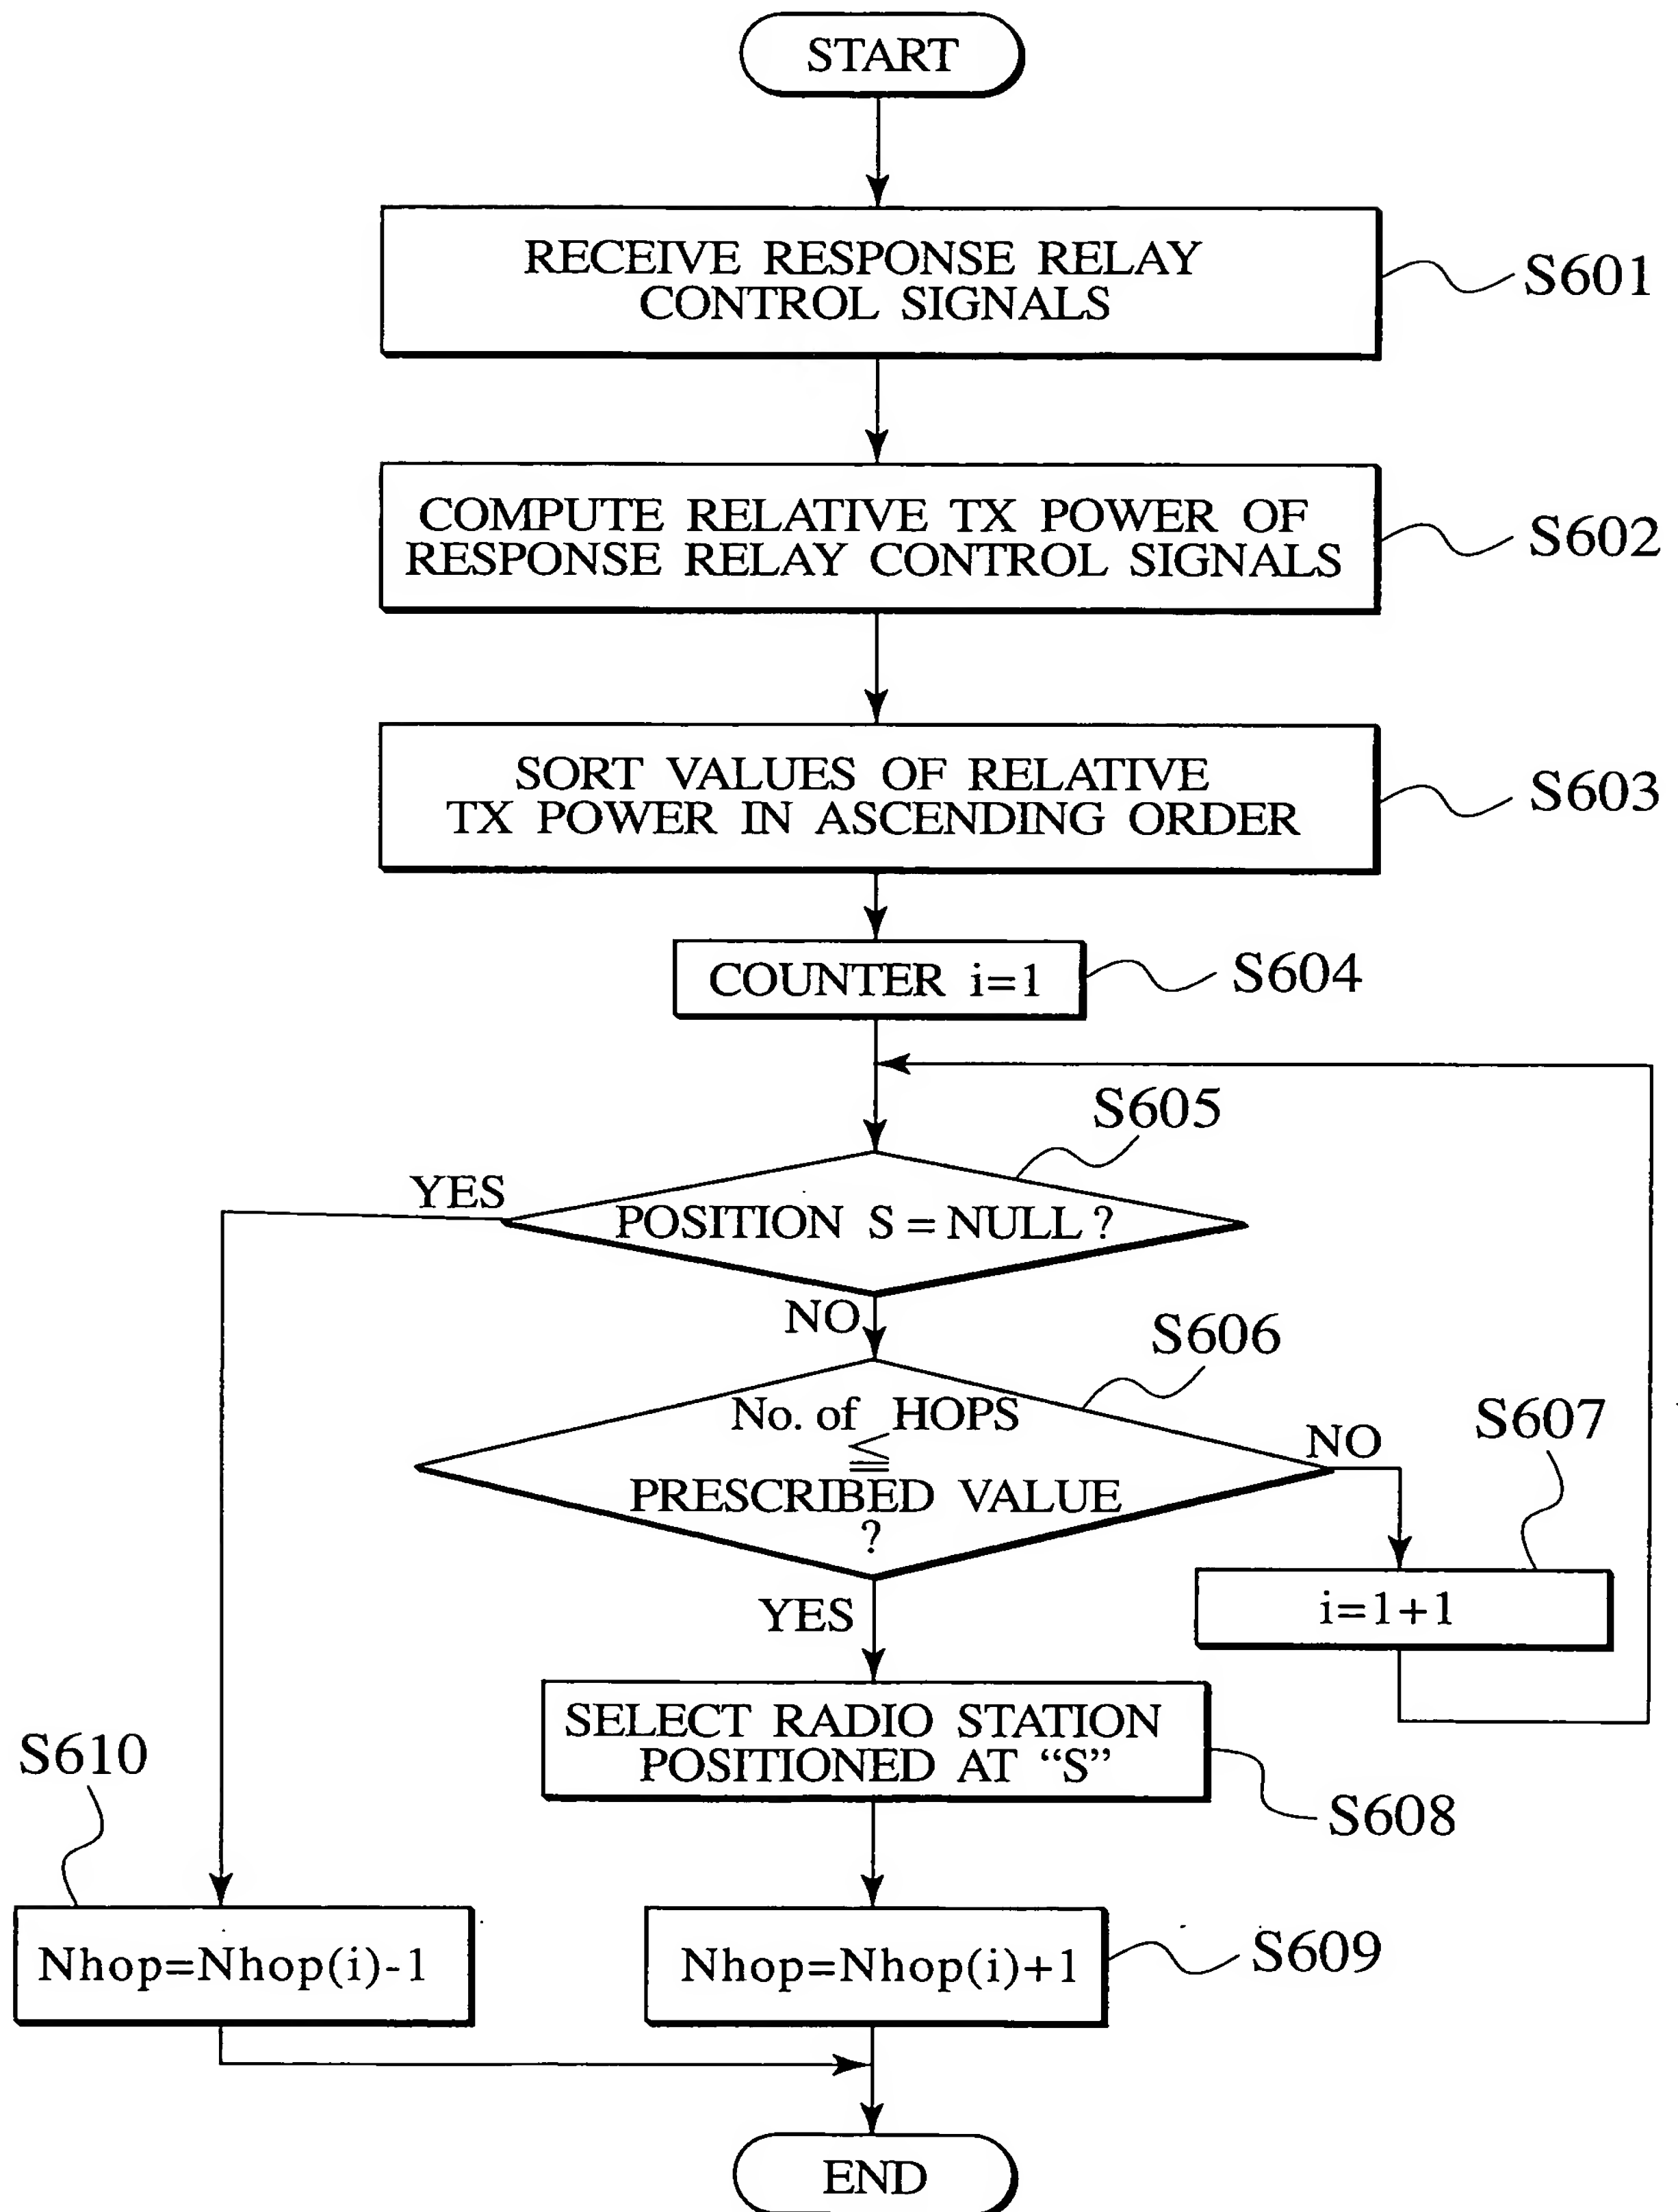 START
RECEIVE RESPONSE RELAY
CONTROL SIGNALS
S601
COMPUTE RELATIVE TX POWER OF
RESPONSE RELAY CONTROL SIGNALS
S602
SORT VALUES OF RELATIVE
TX POWER IN ASCENDING ORDER
S603
COUNTER i=1
S604
S605
YES
POSITION S = NULL ?
NO
S606
No. of HOPS
≦
PRESCRIBED VALUE
?
NO
S607
YES
i=1+1
SELECT RADIO STATION
POSITIONED AT “S”
S608
S610
Nhop=Nhop(i)-1
Nhop=Nhop(i)+1
S609
END